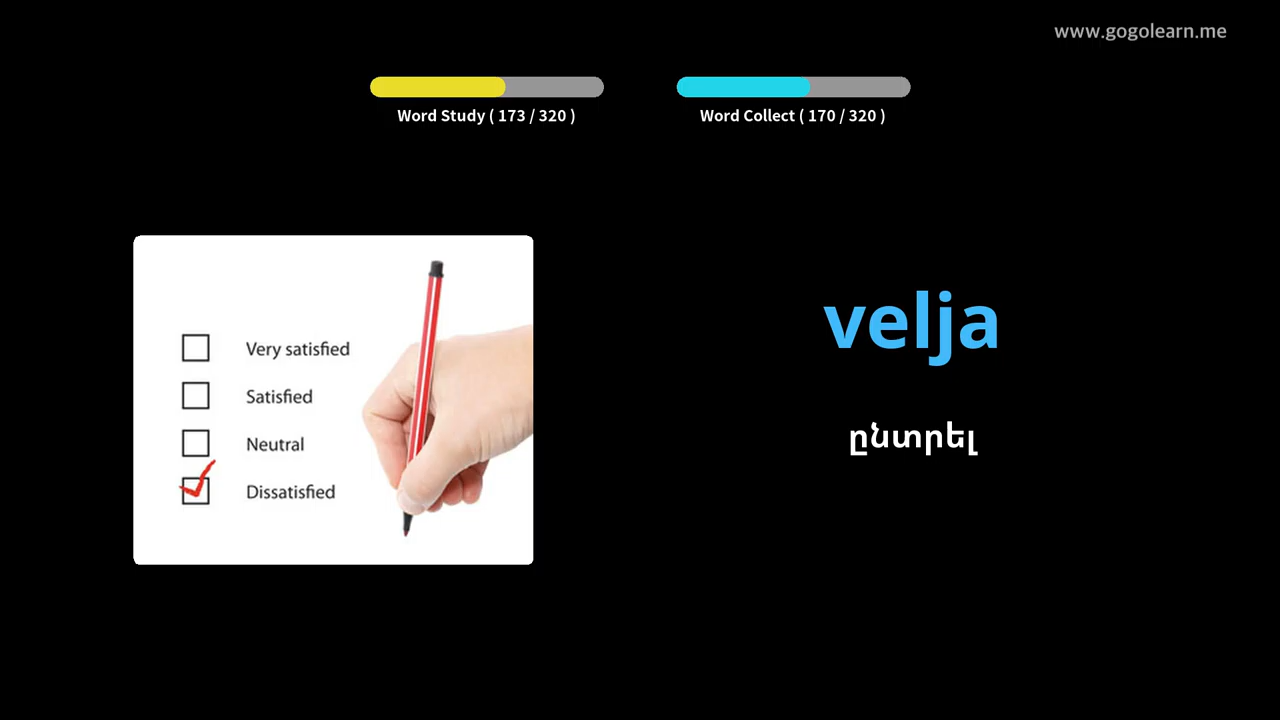 www.gogolearn.me
Word Study ( 173 / 320 )
Word Collect ( 170 / 320 )
Very satisfied
Satisfied
Neutral
Dissatisfied
velja
ընտրել